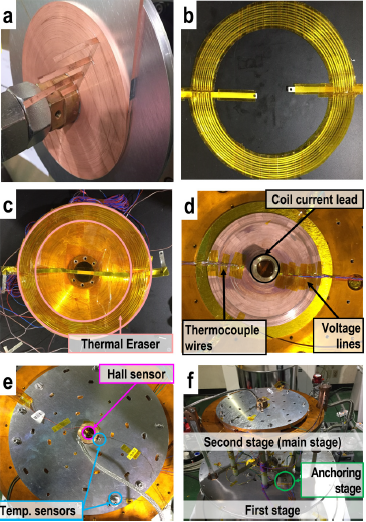 a
b
c
Thermal Eraser
d
Coil current lead
Thermocouple
wires
Voltage
lines
e
Hall sensor
Temp. sensors
f
Second stage (main stage)
Anchoring
stage
First stage